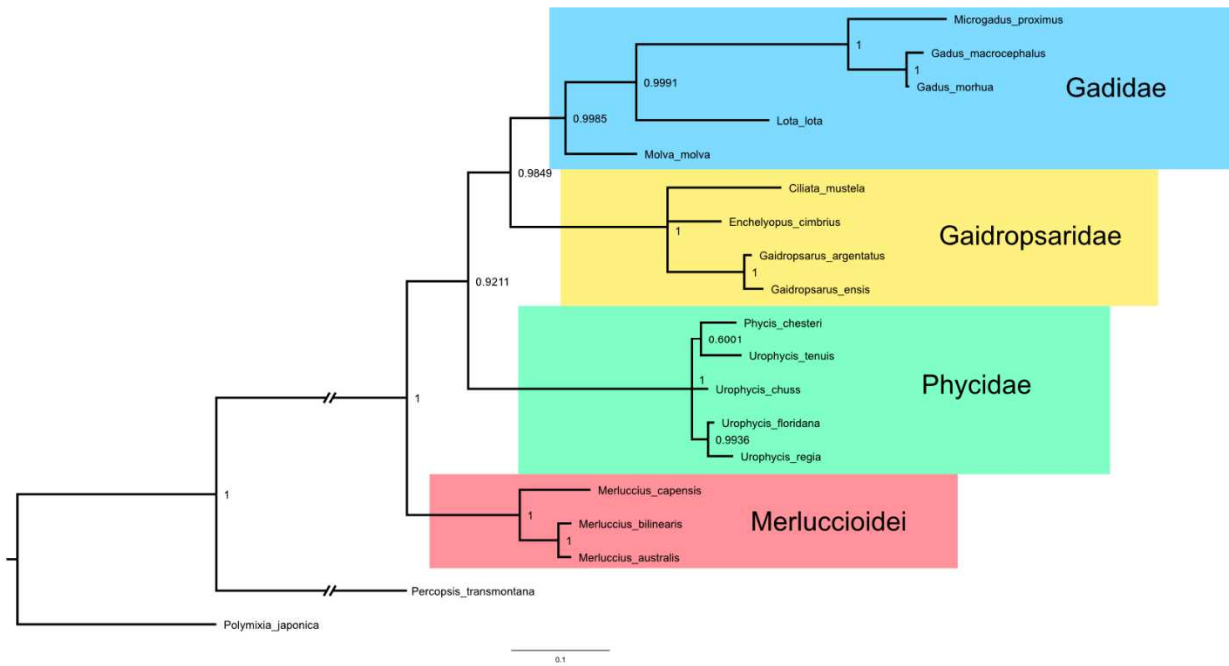 Microgadus_proximus
1
Gadus_macrocephalus
1
Gadus_morhua
Gadidae
0.9991
Lota_lota
0.9985
Molva_molva
0.9849
Ciliata_mustela
Enchelyopus_cimbrius
1
Gaidropsaridae
Gaidropsarus_argentatus
1
Gaidropsarus_ensis
0.9211
Phycis_chesteri
0.6001
Urophycis_tenuis
1
Urophycis_chuss
Phycidae
1
Urophycis_floridana
0.9936
Urophycis_regia
Merluccius_capensis
1
1
Merluccius_bilinearis
Merluccioidei
1
Merluccius_australis
Percopsis_transmontana
Polymixia_japonica
0.1